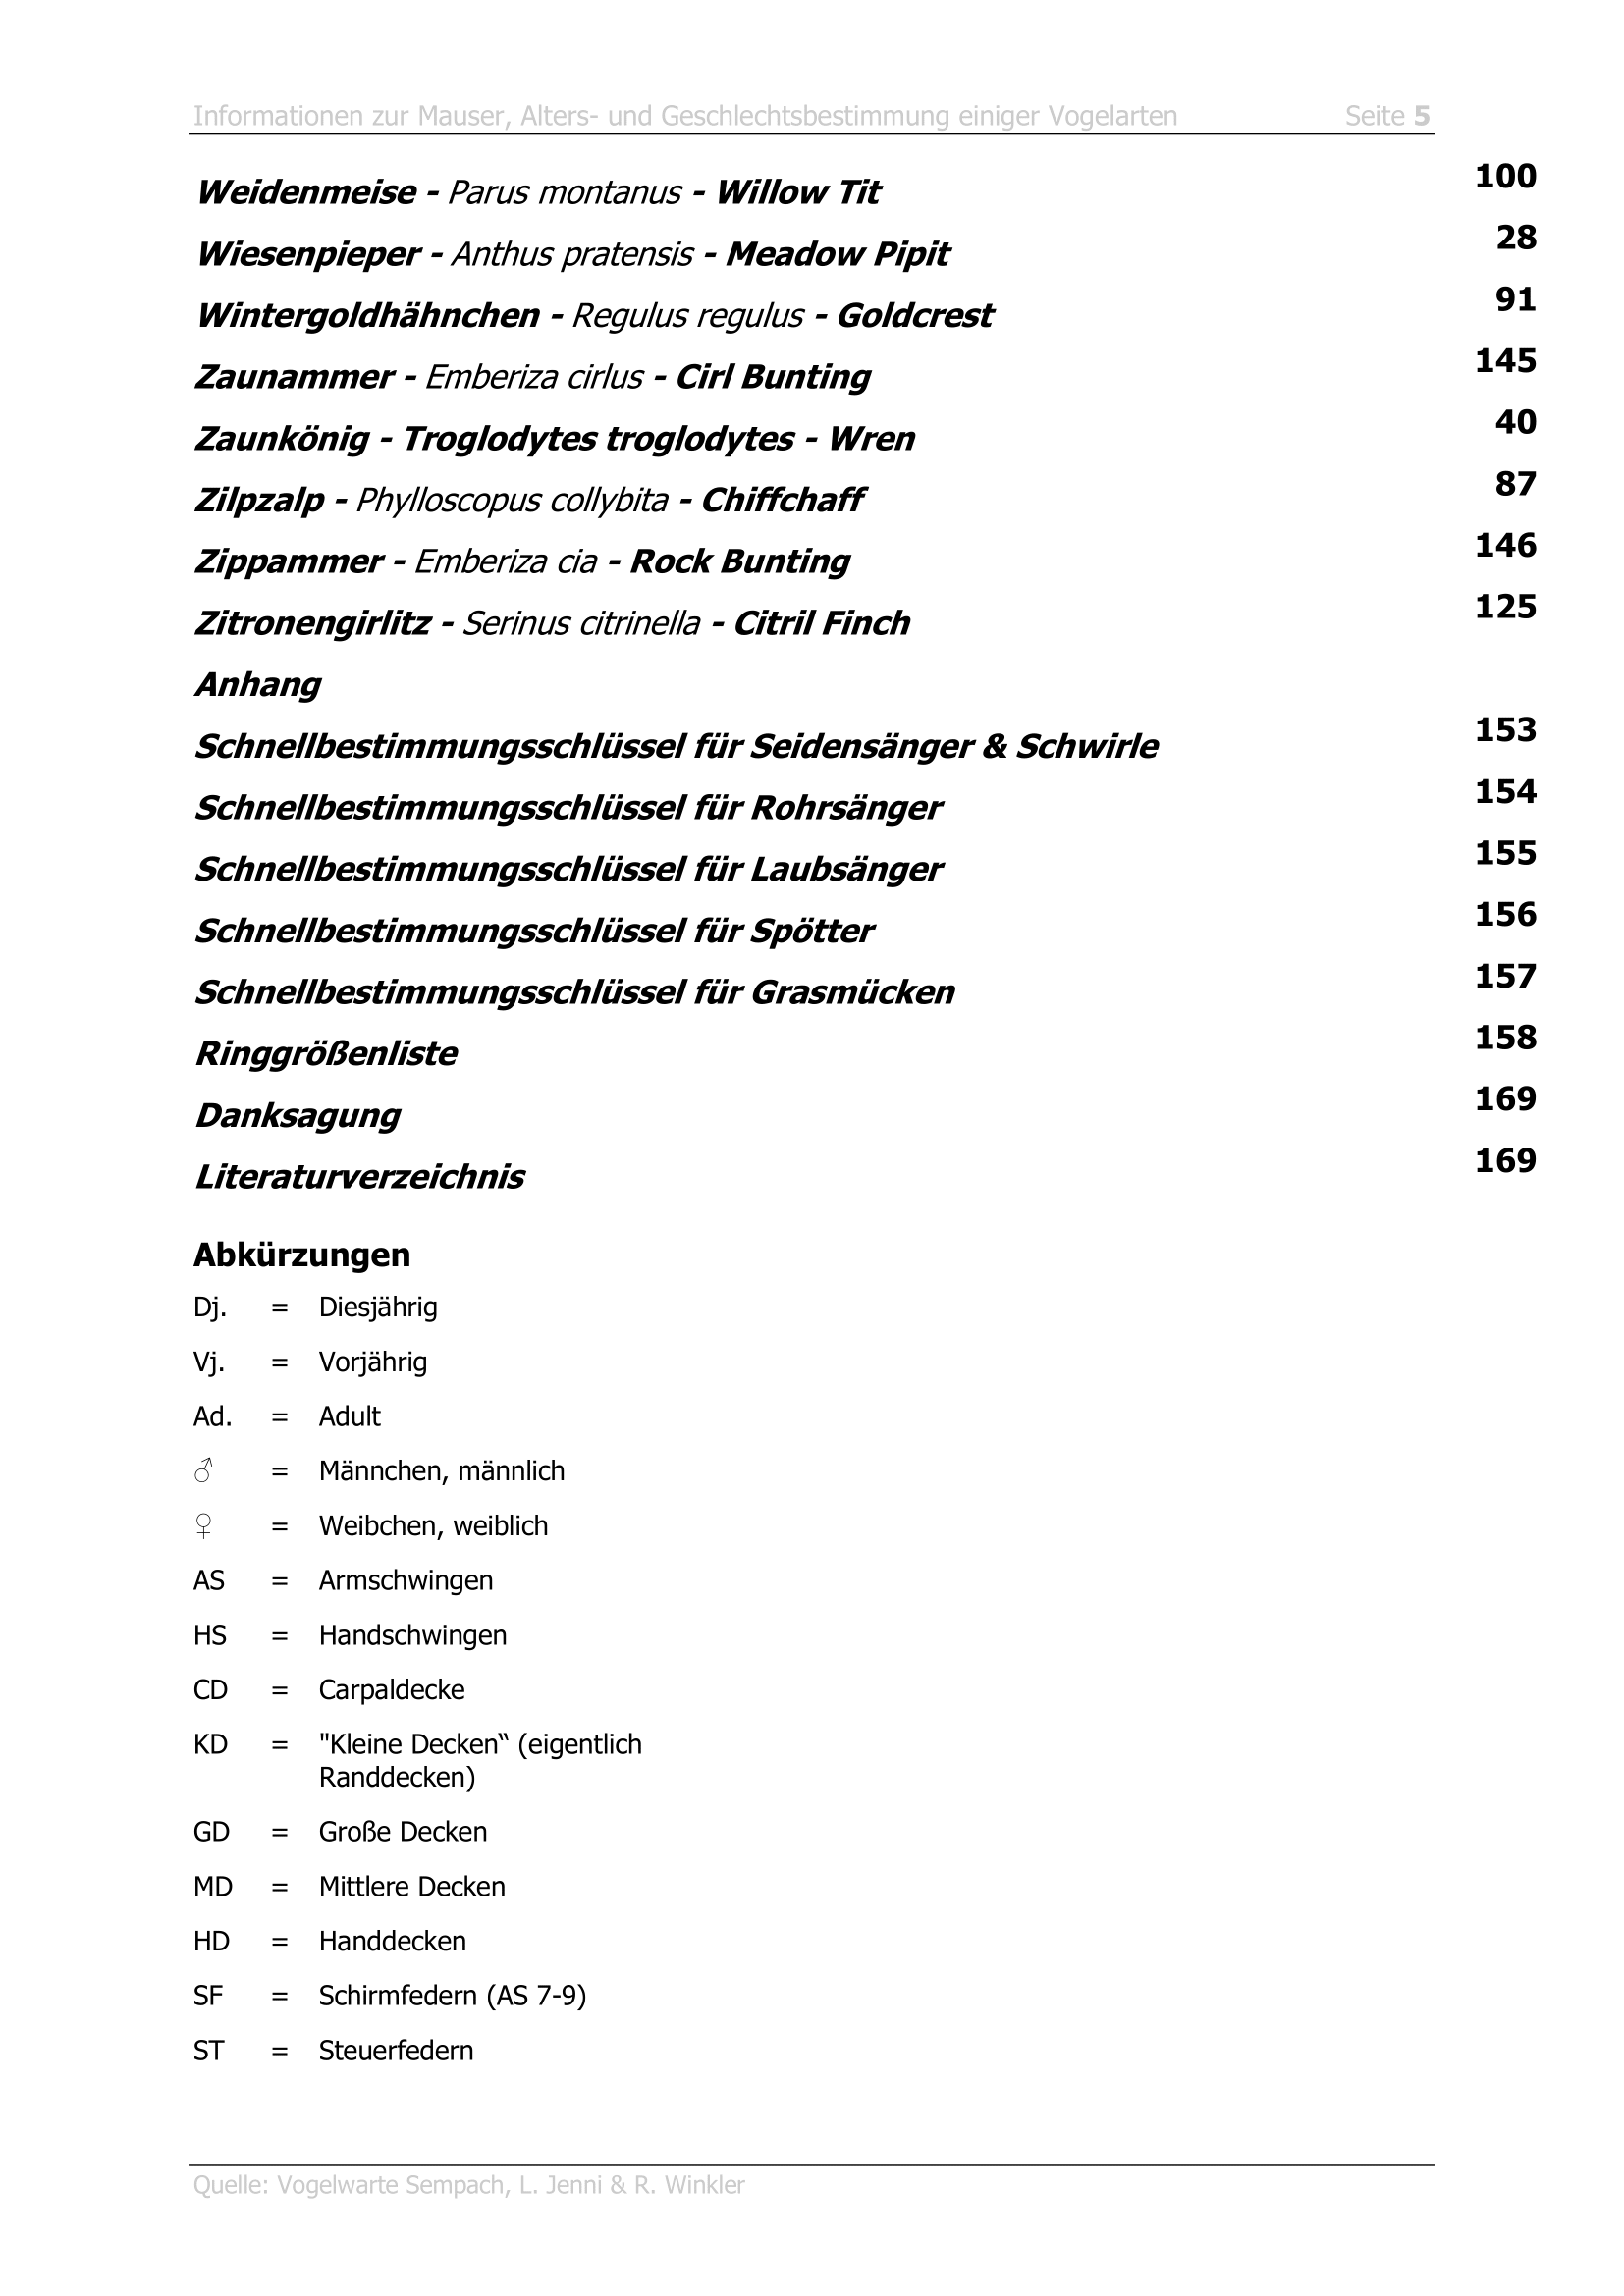 Informationen zur Mauser, Alters- und Geschlechtsbestimmung einiger Vogelarten Seite 5
Weidenmeise - Parus montanus - Willow Tit 100
Wiesenpieper - Anthus pratensis - Meadow Pipit 28
Wintergoldhähnchen - Regulus regulus - Goldcrest 91
Zaunammer - Emberiza cirlus - Cirl Bunting 145
Zaunkönig - Troglodytes troglodytes - Wren 40
Zilpzalp - Phylloscopus collybita - Chiffchaff 87
Zippammer - Emberiza cia - Rock Bunting 146
Zitronengirlitz - Serinus citrinella - Citril Finch 125
Anhang
Schnellbestimmungsschlüssel für Seidensänger & Schwirle 153
Schnellbestimmungsschlüssel für Rohrsänger 154
Schnellbestimmungsschlüssel für Laubsänger 155
Schnellbestimmungsschlüssel für Spötter 156
Schnellbestimmungsschlüssel für Grasmücken 157
Ringgrößenliste 158
Danksagung 169
Literaturverzeichnis 169
Abkürzungen
Dj. = Diesjährig
Vj. = Vorjährig
Ad. = Adult
♂ = Männchen, männlich
♀ = Weibchen, weiblich
AS = Armschwingen
HS = Handschwingen
CD = Carpaldecke
KD = "Kleine Decken“ (eigentlich
Randdecken)
GD = Große Decken
MD = Mittlere Decken
HD = Handdecken
SF = Schirmfedern (AS 7-9)
ST = Steuerfedern
Quelle: Vogelwarte Sempach, L. Jenni & R. Winkler